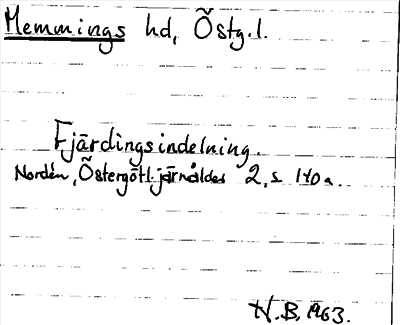 Memmings hd, Östg.l.
Fjärdingsindelning.
Nordén, Östergötl. järnålder 2, s. 140.
N.B. 1963.